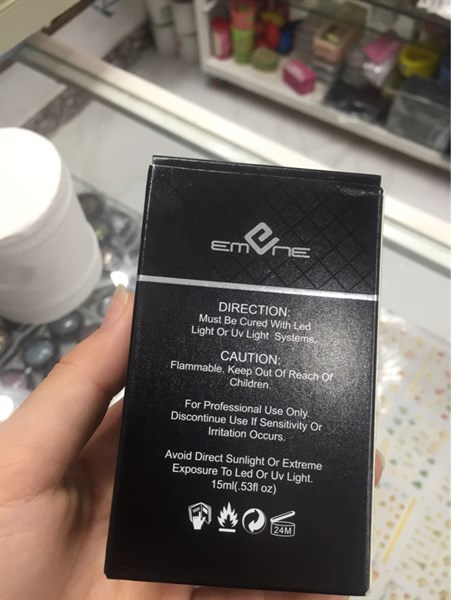 EMENE
DIRECTION:
Must Be Cured With Led
Light Or Uv Light Systems.
CAUTION:
Flammable, Keep Out Of Reach Of
Children.
For Professional Use Only.
Discontinue Use If Sensitivity Or
Irritation Occurs.
Avoid Direct Sunlight Or Extreme
Exposure To Led Or Uv Light.
15ml(.53fl oz)
24M